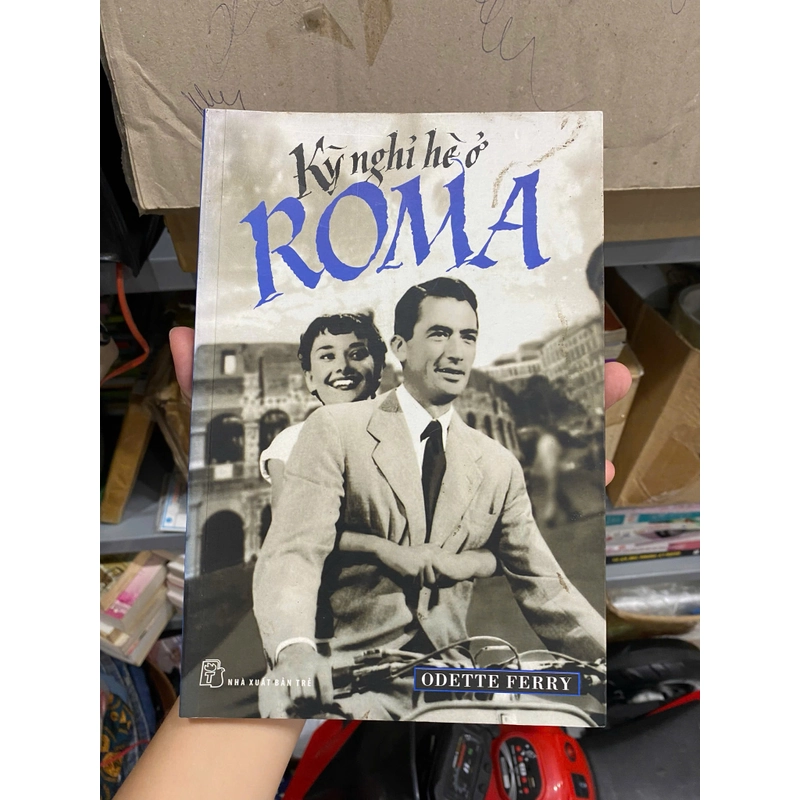 Kỳ nghỉ hè ở
ROMA
NHÀ XUẤT BẢN TRẺ
ODETTE FERRY